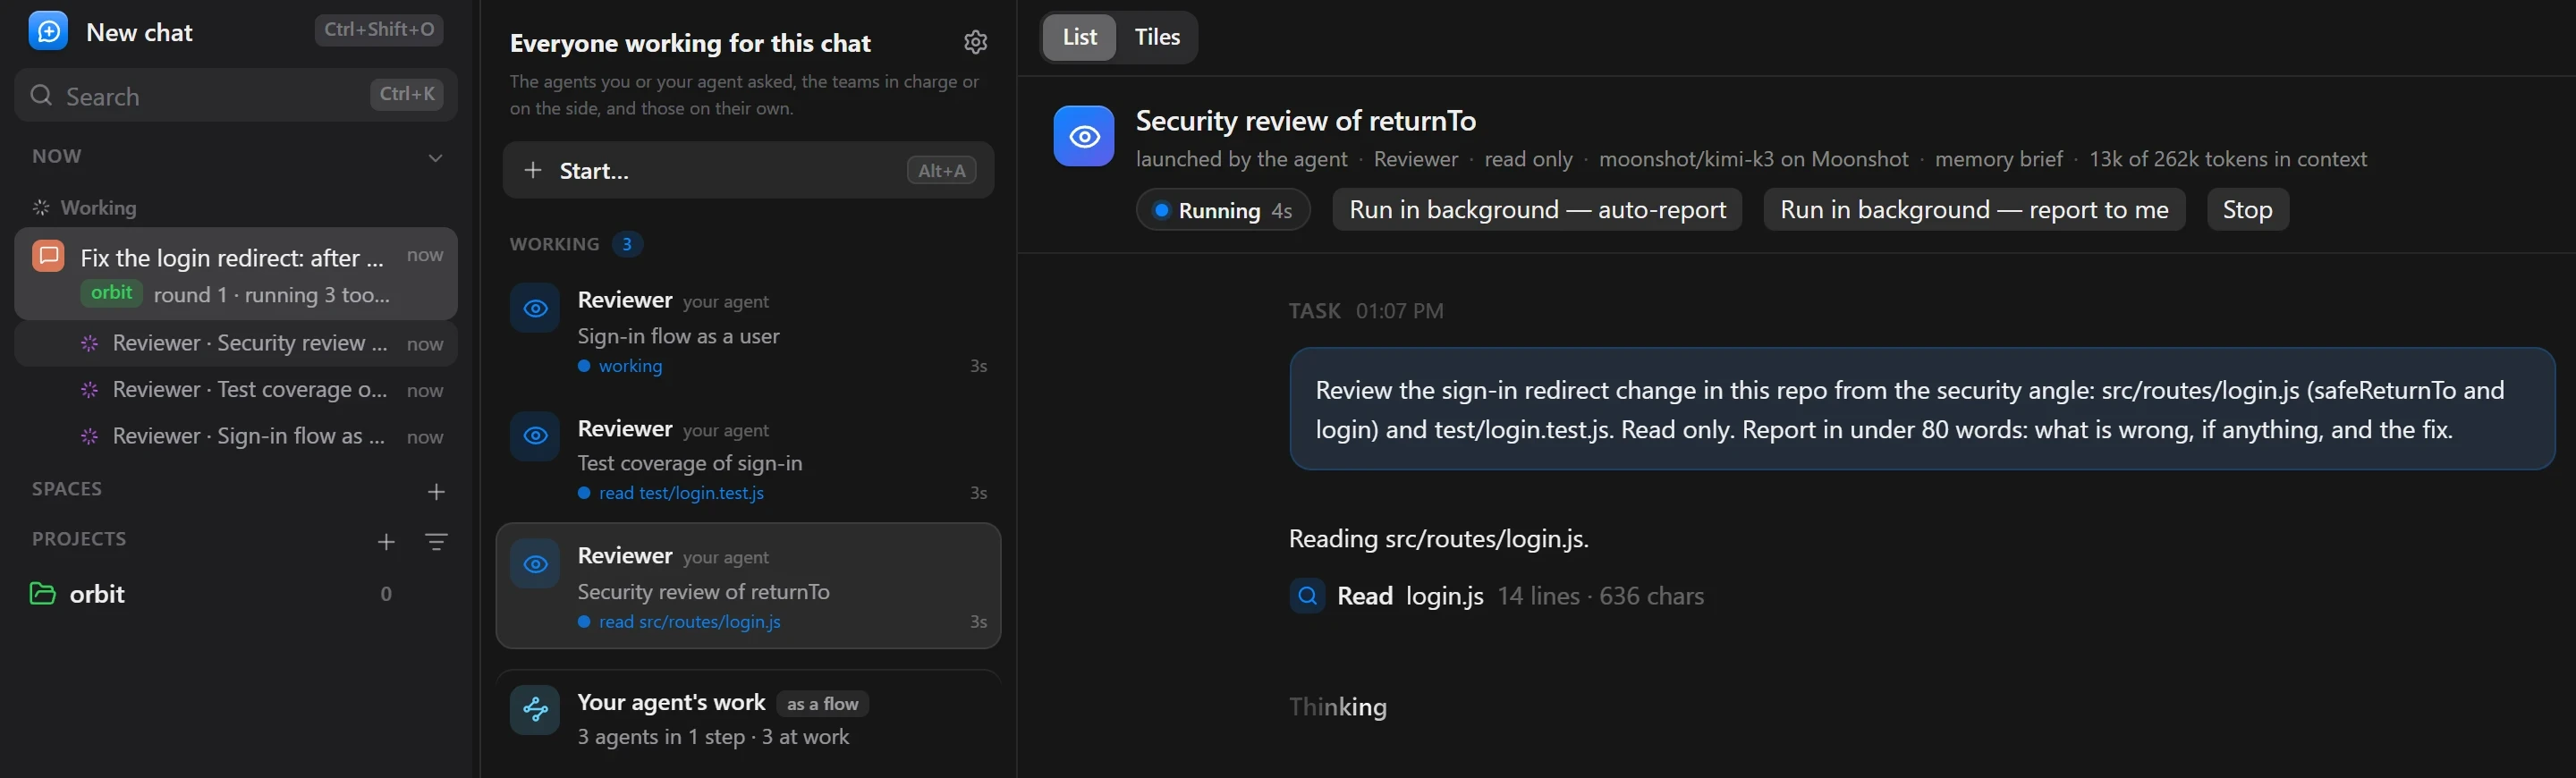 New chat
Ctrl+Shift+O
Search
Ctrl+K
NOW
Working
Fix the login redirect: after ... now
orbit round 1 · running 3 too...
Reviewer · Security review ... now
Reviewer · Test coverage o... now
Reviewer · Sign-in flow as ... now
SPACES
PROJECTS
orbit 0
Everyone working for this chat
The agents you or your agent asked, the teams in charge or
on the side, and those on their own.
Start... Alt+A
WORKING 3
Reviewer your agent
Sign-in flow as a user
working 3s
Reviewer your agent
Test coverage of sign-in
read test/login.test.js 3s
Reviewer your agent
Security review of returnTo
read src/routes/login.js 3s
Your agent's work as a flow
3 agents in 1 step · 3 at work
List Tiles
Security review of returnTo
launched by the agent · Reviewer · read only · moonshot/kimi-k3 on Moonshot · memory brief · 13k of 262k tokens in context
Running 4s Run in background — auto-report Run in background — report to me Stop
TASK 01:07 PM
Review the sign-in redirect change in this repo from the security angle: src/routes/login.js (safeReturnTo and
login) and test/login.test.js. Read only. Report in under 80 words: what is wrong, if anything, and the fix.
Reading src/routes/login.js.
Read login.js 14 lines · 636 chars
Thinking